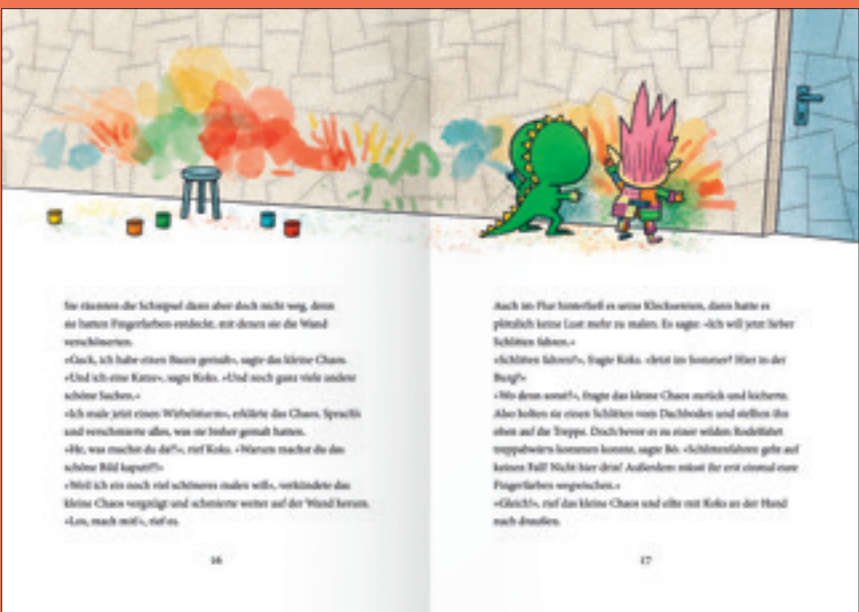 Sie räumten die Schnipsel dann aber doch nicht weg, denn
sie hatten Fingerfarben entdeckt, mit denen sie die Wand
verschönerten.
«Guck, ich habe einen Baum gemalt», sagte das kleine Chaos.
«Und ich eine Katze», sagte Koks. «Und noch ganz viele andere
schöne Sachen.»
«Ich male jetzt einen Wirbelsturm», erklärte das Chaos. Sprach's
und verschmierte alles, was sie bisher gemalt hatten.
«He, was machst du da?», rief Koks. «Warum machst du das
schöne Bild kaputt?»
«Weil ich ein noch viel schöneres malen will», verkündete das
kleine Chaos vergnügt und schmierte weiter auf der Wand herum.
«Los, mach mit!», rief es.
16
Auch im Flur hinterließ es seine Klecksereien, dann hatte es
plötzlich keine Lust mehr zu malen. Es sagte: «Ich will jetzt lieber
Schlitten fahren.»
«Schlitten fahren?», fragte Koks. «Jetzt im Sommer? Hier in der
Burg?»
«Wo denn sonst?», fragte das kleine Chaos zurück und kicherte.
Also holten sie einen Schlitten vom Dachboden und stellten ihn
oben auf die Treppe. Doch bevor es zu einer wilden Rodelfahrt
treppabwärts kommen konnte, sagte Bö: «Schlittenfahren geht auf
keinen Fall! Nicht hier drin! Außerdem müsst ihr erst einmal eure
Fingerfarben wegwischen.»
«Gleich!», rief das kleine Chaos und eilte mit Koks an der Hand
nach draußen.
17